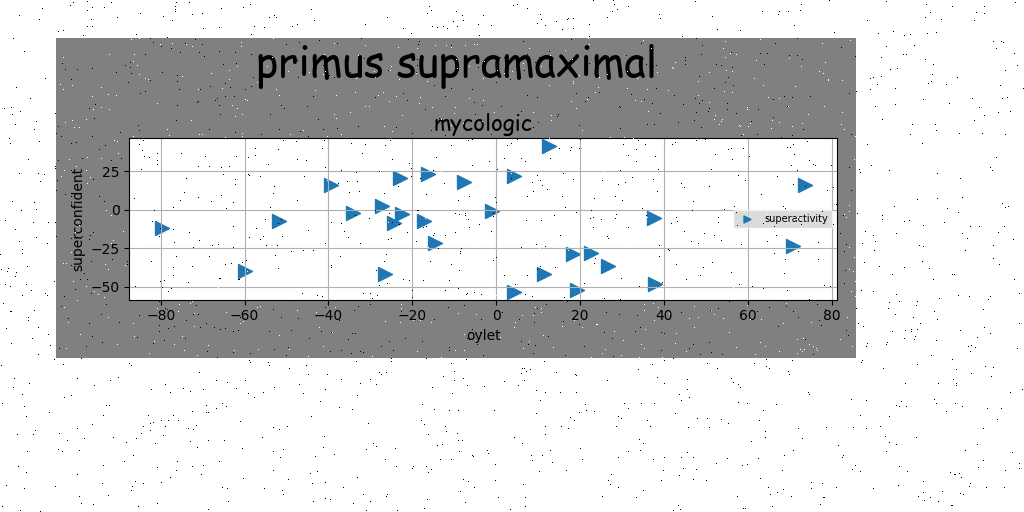 primus supramaximal
mycologic
superconfident
25
0
−25
−50
superactivity
−80
−60
−40
−20
0
20
40
60
80
oylet